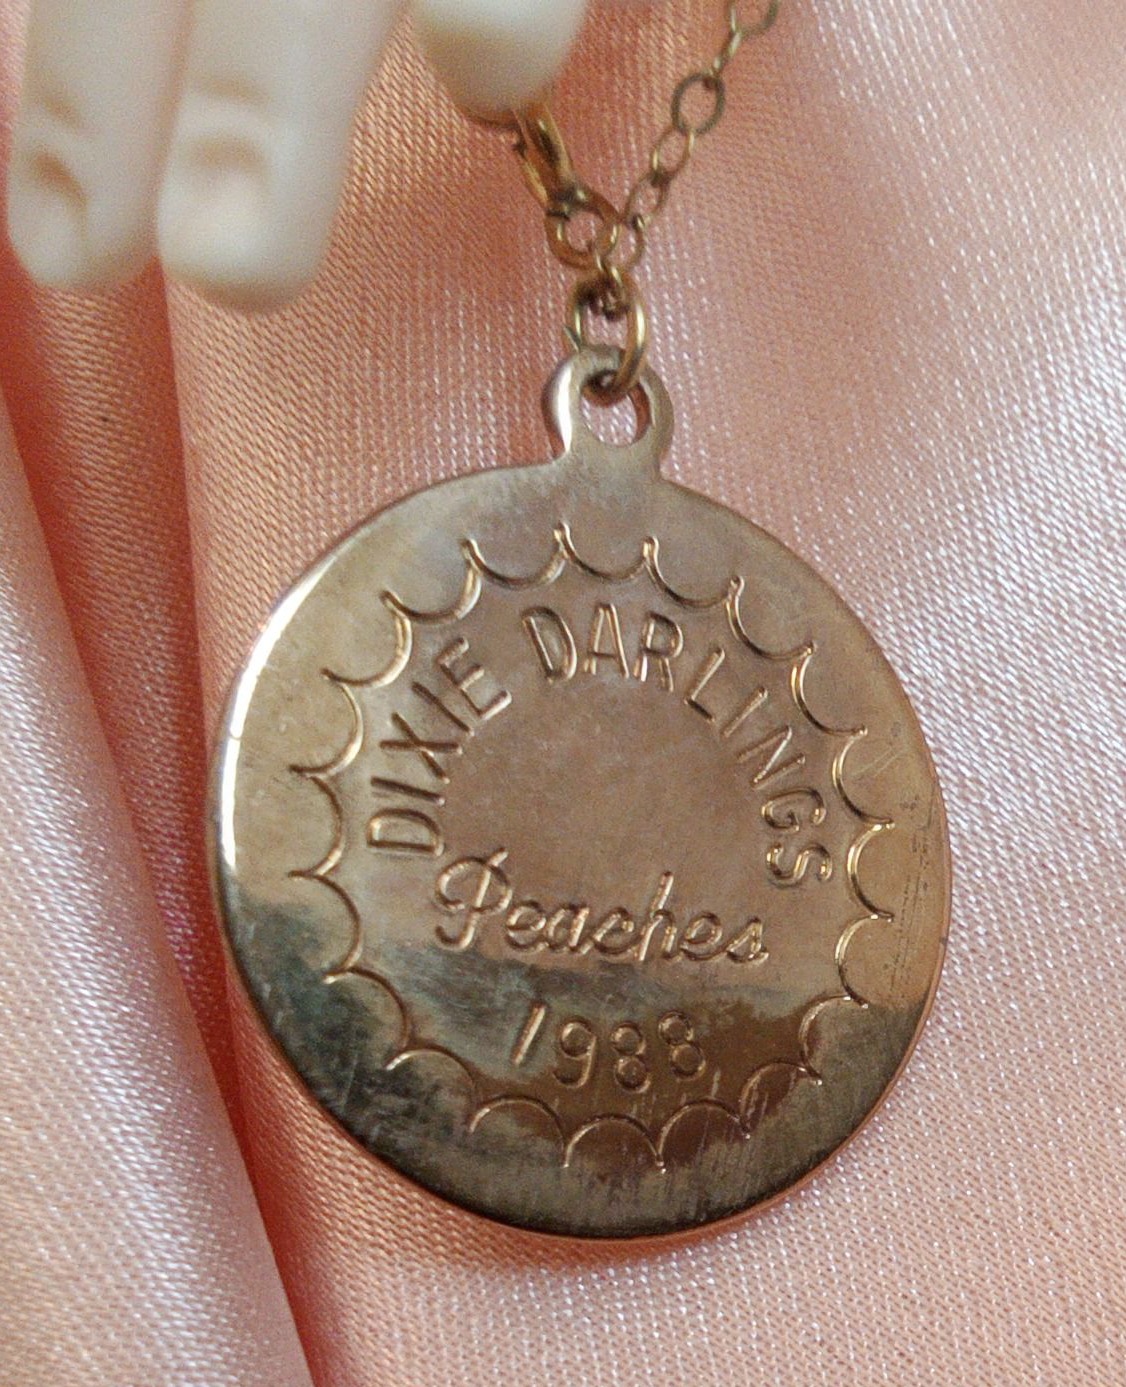 DIXIE DARLINGS
Peaches
1988